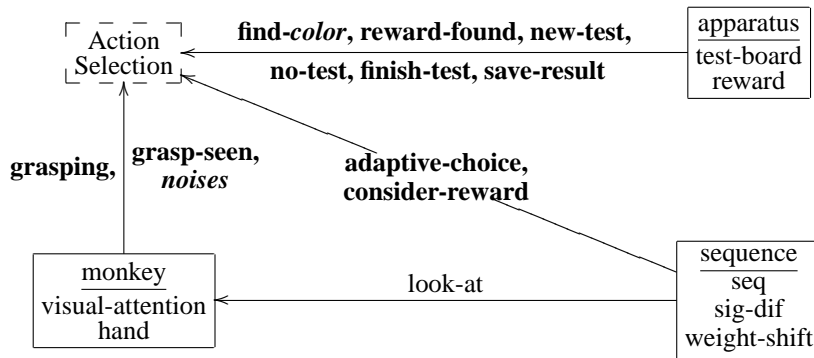 Action
Selection
find-color, reward-found, new-test,
no-test, finish-test, save-result
apparatus
test-board
reward
grasping,
grasp-seen,
noises
adaptive-choice,
consider-reward
monkey
visual-attention
hand
look-at
sequence
seq
sig-dif
weight-shift